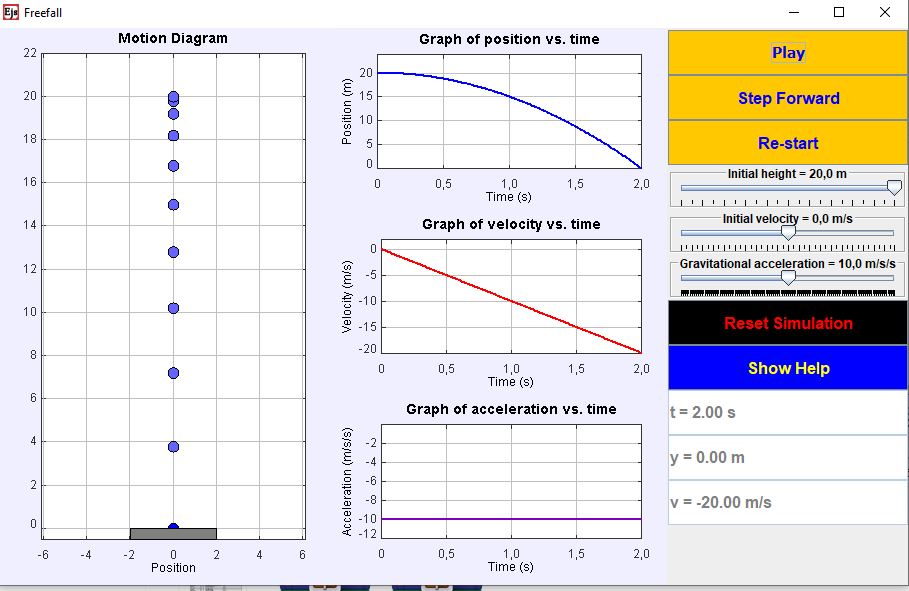 Ejs Freefall
Motion Diagram
22
20
18
16
14
12
10
8
6
4
2
0
-6 -4 -2 0 2 4 6
Position
Graph of position vs. time
Position (m)
20
15
10
5
0
0 0,5 1,0 1,5 2,0
Time (s)
Graph of velocity vs. time
Velocity (m/s)
0
-5
-10
-15
-20
0 0,5 1,0 1,5 2,0
Time (s)
Graph of acceleration vs. time
Acceleration (m/s/s)
-2
-4
-6
-8
-10
-12
0 0,5 1,0 1,5 2,0
Time (s)
Play
Step Forward
Re-start
Initial height = 20,0 m
Initial velocity = 0,0 m/s
Gravitational acceleration = 10,0 m/s/s
Reset Simulation
Show Help
t = 2.00 s
y = 0.00 m
v = -20.00 m/s